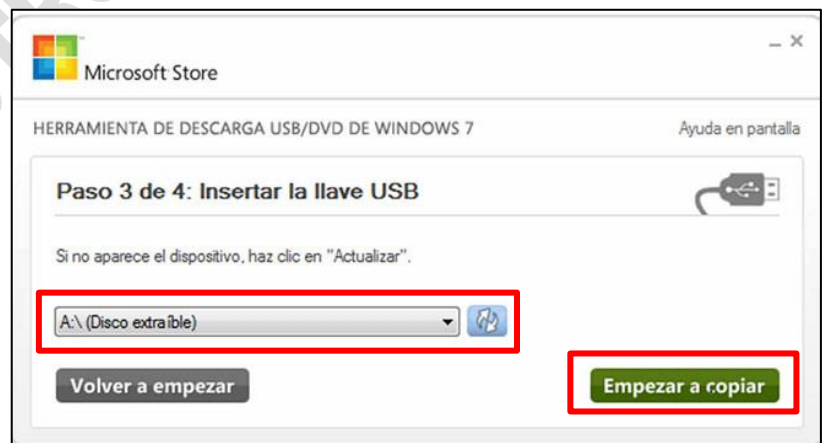 Microsoft Store
HERRAMIENTA DE DESCARGA USB/DVD DE WINDOWS 7 Ayuda en pantalla
Paso 3 de 4: Insertar la llave USB
Si no aparece el dispositivo, haz clic en "Actualizar".
A:\ (Disco extraíble)
Volver a empezar Empezar a copiar